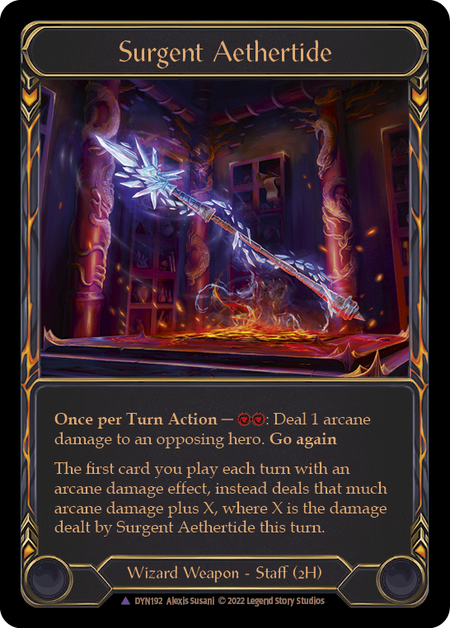 Surgent Aethertide
Once per Turn Action — : Deal 1 arcane
damage to an opposing hero. Go again
The first card you play each turn with an
arcane damage effect, instead deals that much
arcane damage plus X, where X is the damage
dealt by Surgent Aethertide this turn.
Wizard Weapon - Staff (2H)
DYN192 Alexis Susani © 2022 Legend Story Studios